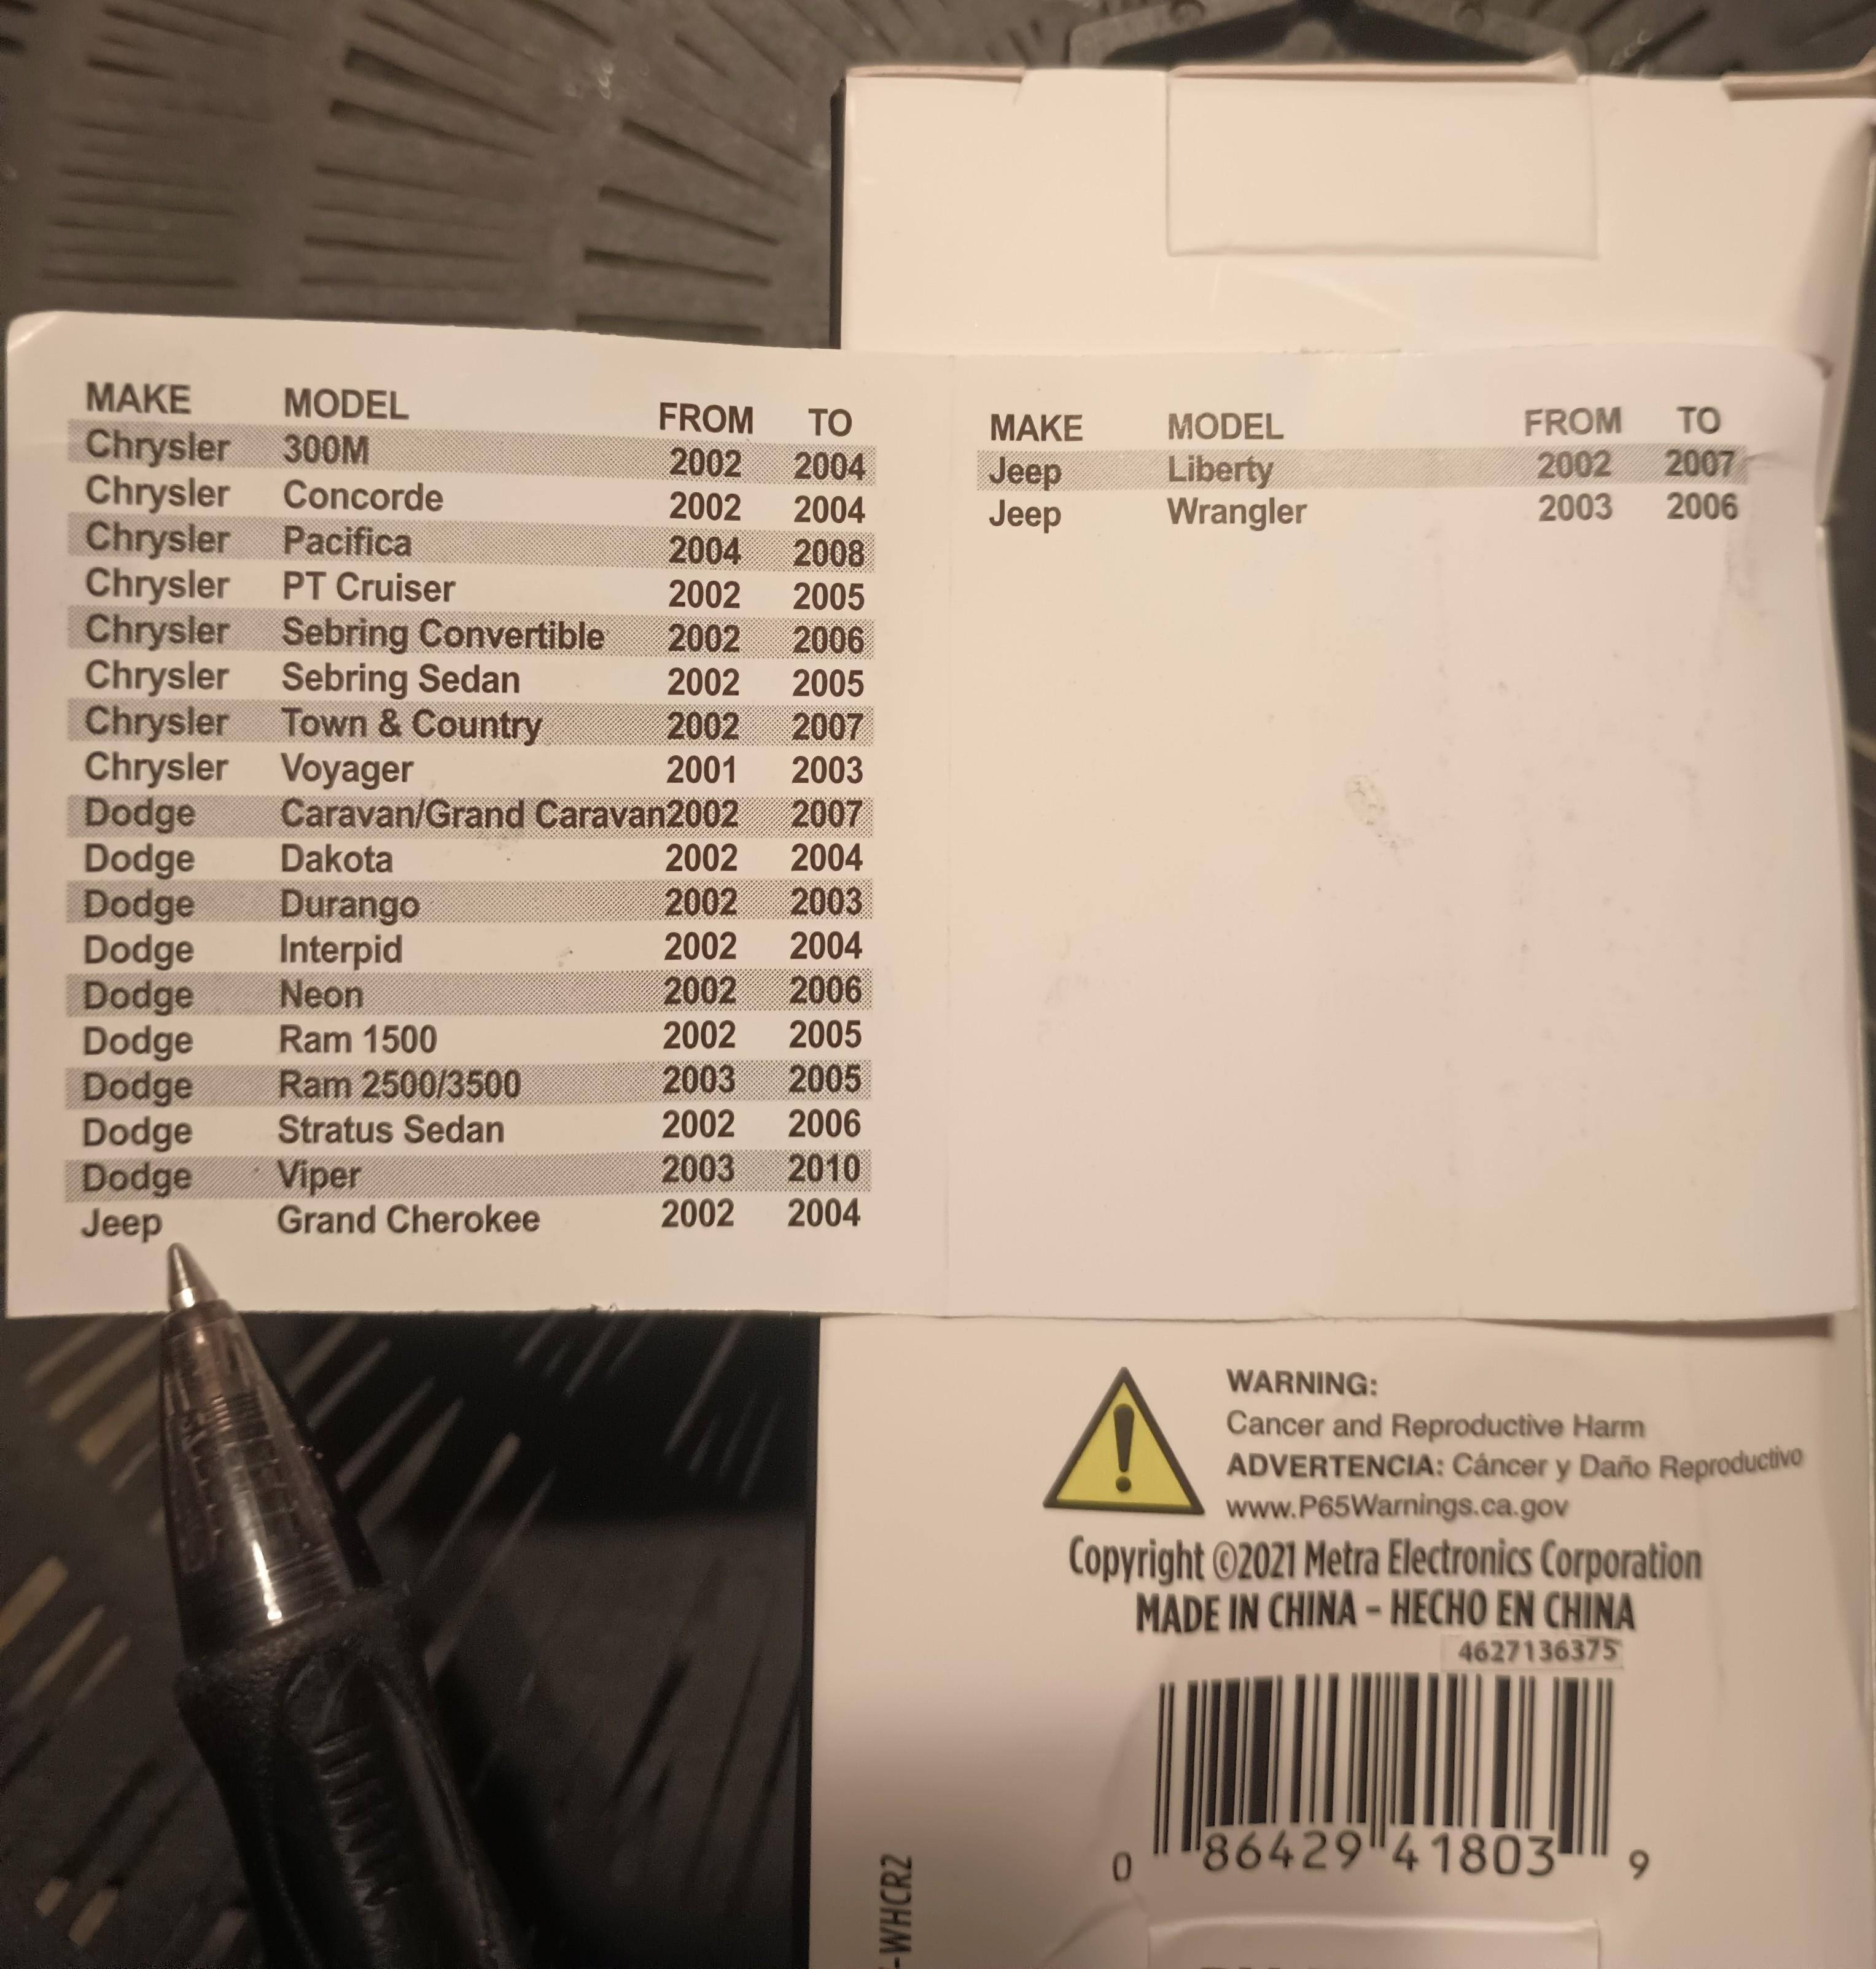 MAKE MODEL FROM TO
Chrysler 300M 2002 2004
Chrysler Concorde 2002 2004
Chrysler Pacifica 2004 2008
Chrysler PT Cruiser 2002 2005
Chrysler Sebring Convertible 2002 2006
Chrysler Sebring Sedan 2002 2005
Chrysler Town & Country 2002 2007
Chrysler Voyager 2001 2003
Dodge Caravan/Grand Caravan2002 2007
Dodge Dakota 2002 2004
Dodge Durango 2002 2003
Dodge Interpid 2002 2004
Dodge Neon 2002 2006
Dodge Ram 1500 2002 2005
Dodge Ram 2500/3500 2003 2005
Dodge Stratus Sedan 2002 2006
Dodge Viper 2003 2010
Jeep Grand Cherokee 2002 2004
MAKE MODEL FROM TO
Jeep Liberty 2002 2007
Jeep Wrangler 2003 2006
WARNING:
Cancer and Reproductive Harm
ADVERTENCIA: Cáncer y Daño Reproductivo
www.P65Warnings.ca.gov
Copyright ©2021 Metra Electronics Corporation
MADE IN CHINA - HECHO EN CHINA
4627136375
0 86429 41803 9
-WHCR2